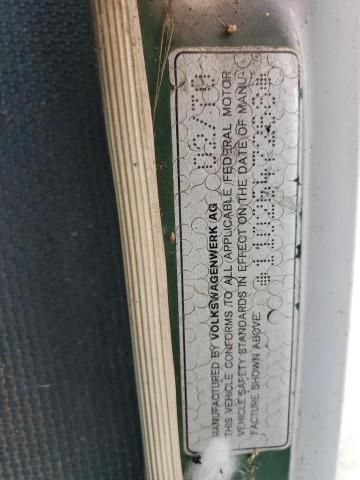 MANUFACTURED BY VOLKSWAGENWERK AG
THIS VEHICLE CONFORMS TO ALL APPLICABLE FEDERAL MOTOR
VEHICLE SAFETY STANDARDS IN EFFECT ON THE DATE OF MANU-
FACTURE SHOWN ABOVE